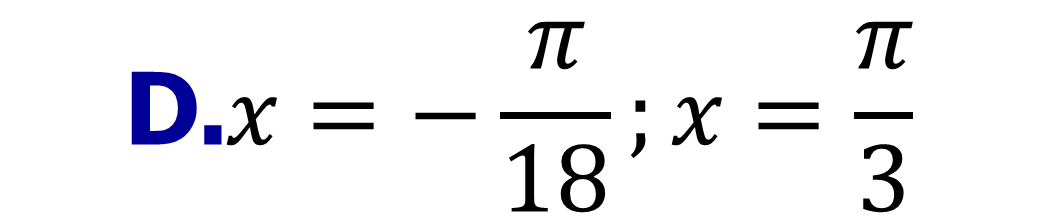 D. x = −π/18 ; x = π/3